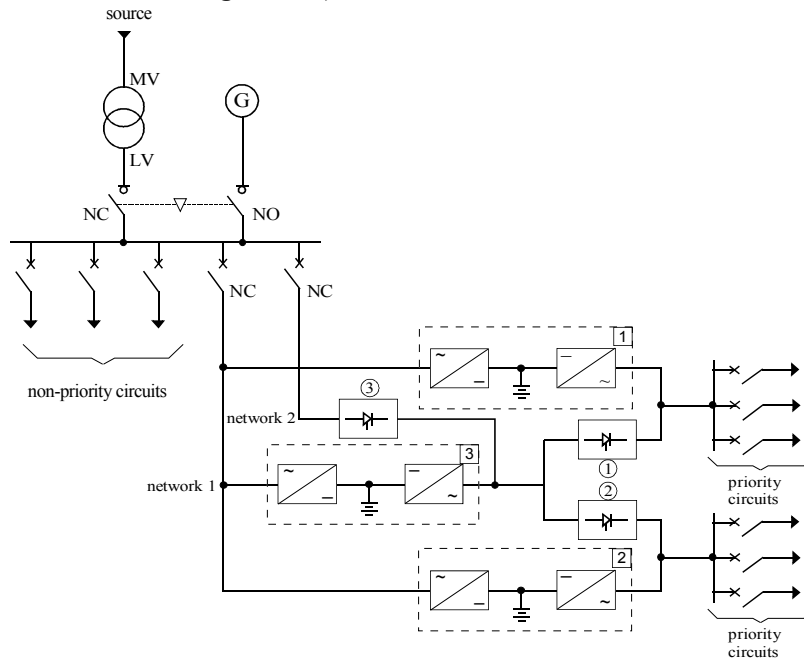 source
MV
G
LV
NC
NO
NC
NC
1
non-priority circuits
3
network 2
3
1
priority
circuits
network 1
2
2
priority
circuits